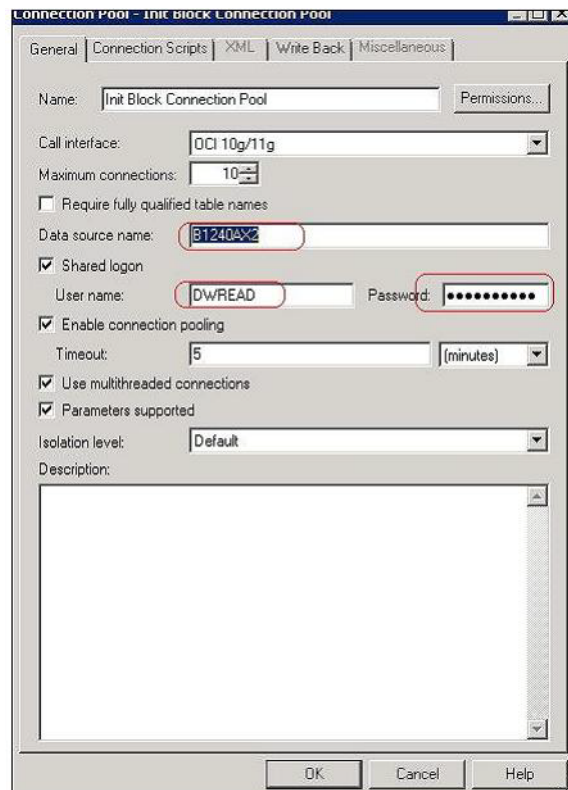 Connection Pool - Init Block Connection Pool
General Connection Scripts XML Write Back Miscellaneous
Name: Init Block Connection Pool Permissions...
Call interface: OCI 10g/11g
Maximum connections: 10
Require fully qualified table names
Data source name: B1240AX2
Shared logon
User name: DWREAD Password: ••••••••••
Enable connection pooling
Timeout: 5 (minutes)
Use multithreaded connections
Parameters supported
Isolation level: Default
Description:
OK Cancel Help